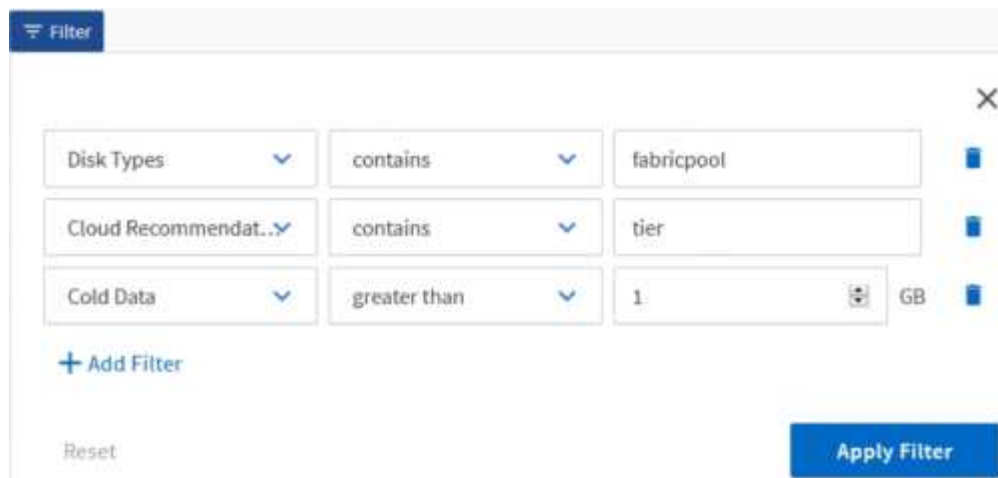 Filter
Disk Types contains fabricpool
Cloud Recommendat... contains tier
Cold Data greater than 1 GB
+ Add Filter
Reset Apply Filter